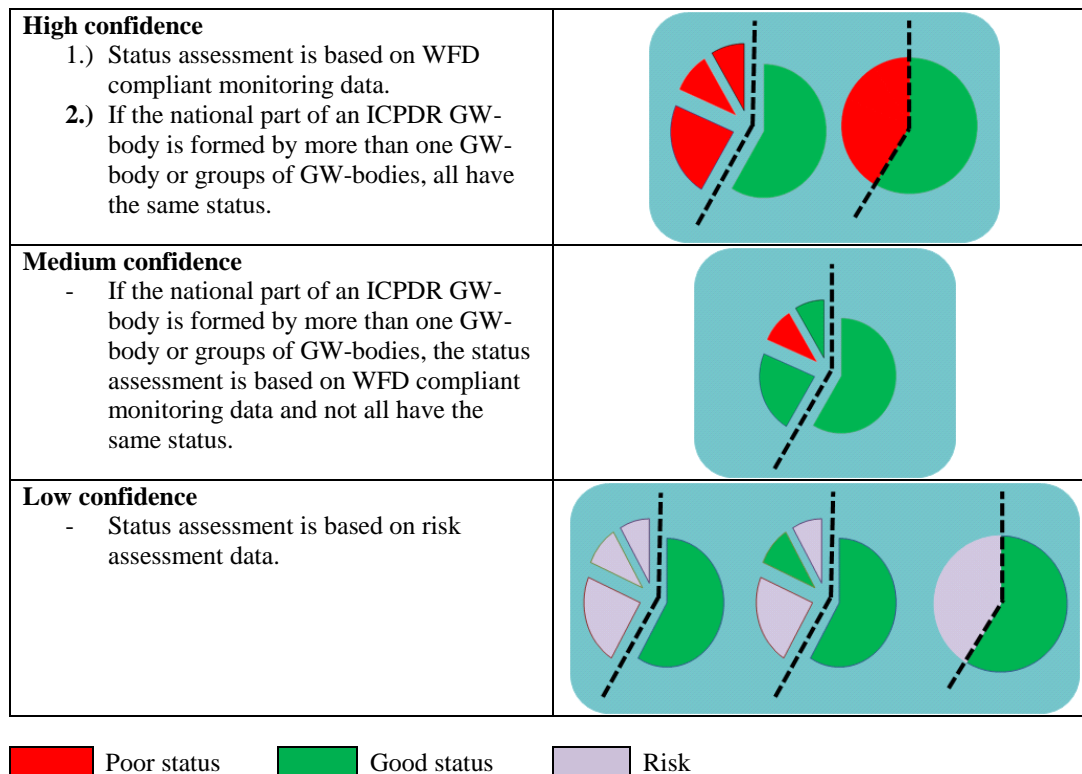 High confidence
1.) Status assessment is based on WFD
compliant monitoring data.
2.) If the national part of an ICPDR GW-
body is formed by more than one GW-
body or groups of GW-bodies, all have
the same status.
Medium confidence
- If the national part of an ICPDR GW-
body is formed by more than one GW-
body or groups of GW-bodies, the status
assessment is based on WFD compliant
monitoring data and not all have the
same status.
Low confidence
- Status assessment is based on risk
assessment data.
Poor status Good status Risk